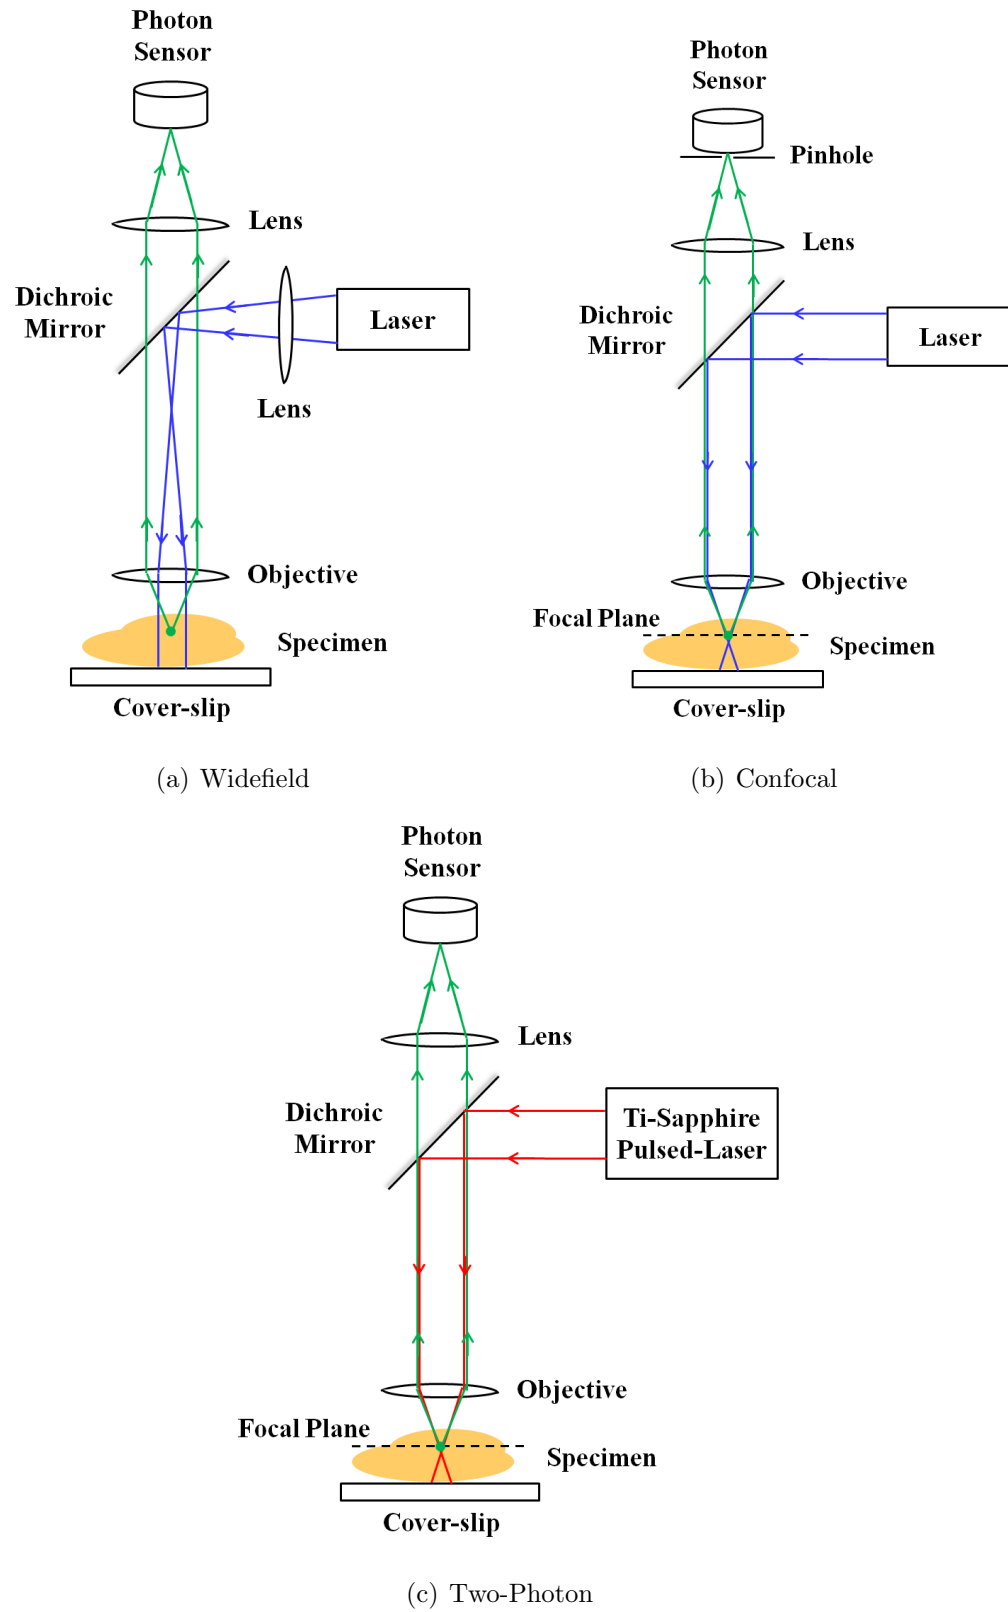 Photon
Sensor
Lens
Dichroic
Mirror
Laser
Lens
Objective
Specimen
Cover-slip
(a) Widefield
Photon
Sensor
Pinhole
Lens
Dichroic
Mirror
Laser
Objective
Focal Plane
Specimen
Cover-slip
(b) Confocal
Photon
Sensor
Lens
Dichroic
Mirror
Ti-Sapphire
Pulsed-Laser
Objective
Focal Plane
Specimen
Cover-slip
(c) Two-Photon